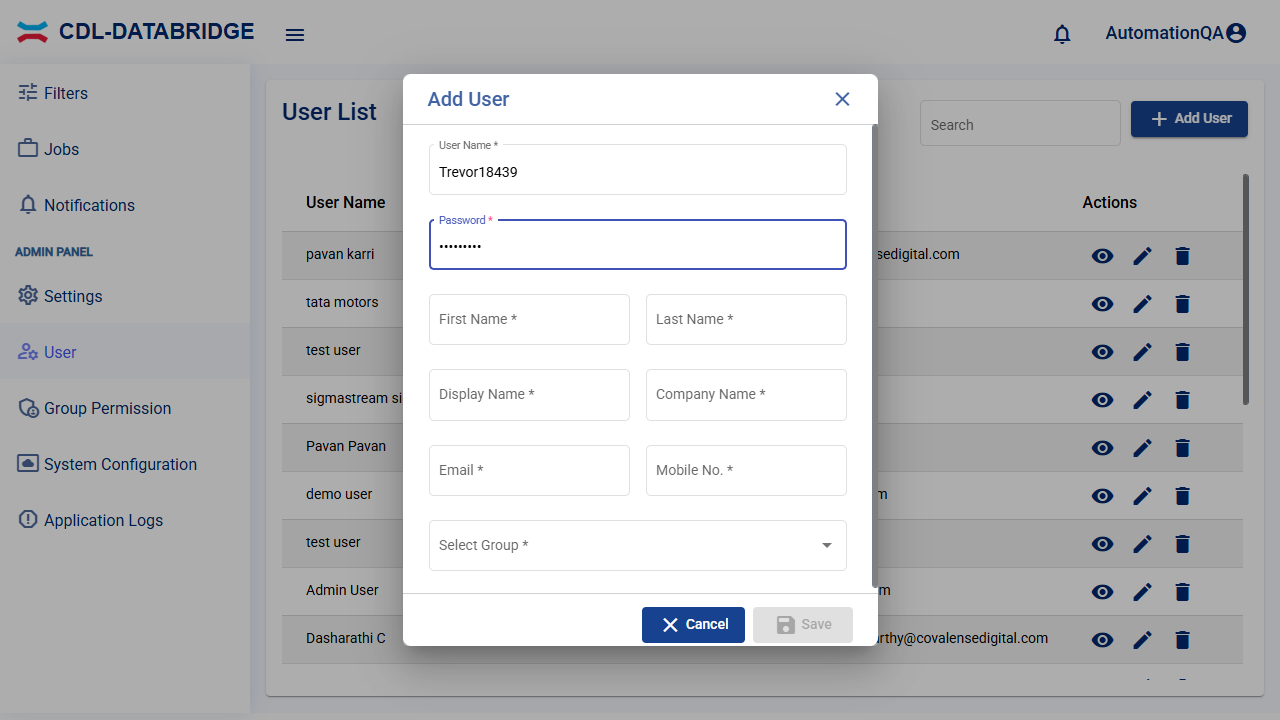 CDL-DATABRIDGE
AutomationQA
Filters
Jobs
Notifications
ADMIN PANEL
Settings
User
Group Permission
System Configuration
Application Logs
User List
Search
Add User
User Name
Actions
pavan karri
sedigital.com
tata motors
test user
sigmastream si
Pavan Pavan
demo user
m
test user
Admin User
m
Dasharathi C
arthy@covalensedigital.com
Add User
User Name *
Trevor18439
Password *
•••••••••
First Name *
Last Name *
Display Name *
Company Name *
Email *
Mobile No. *
Select Group *
Cancel
Save